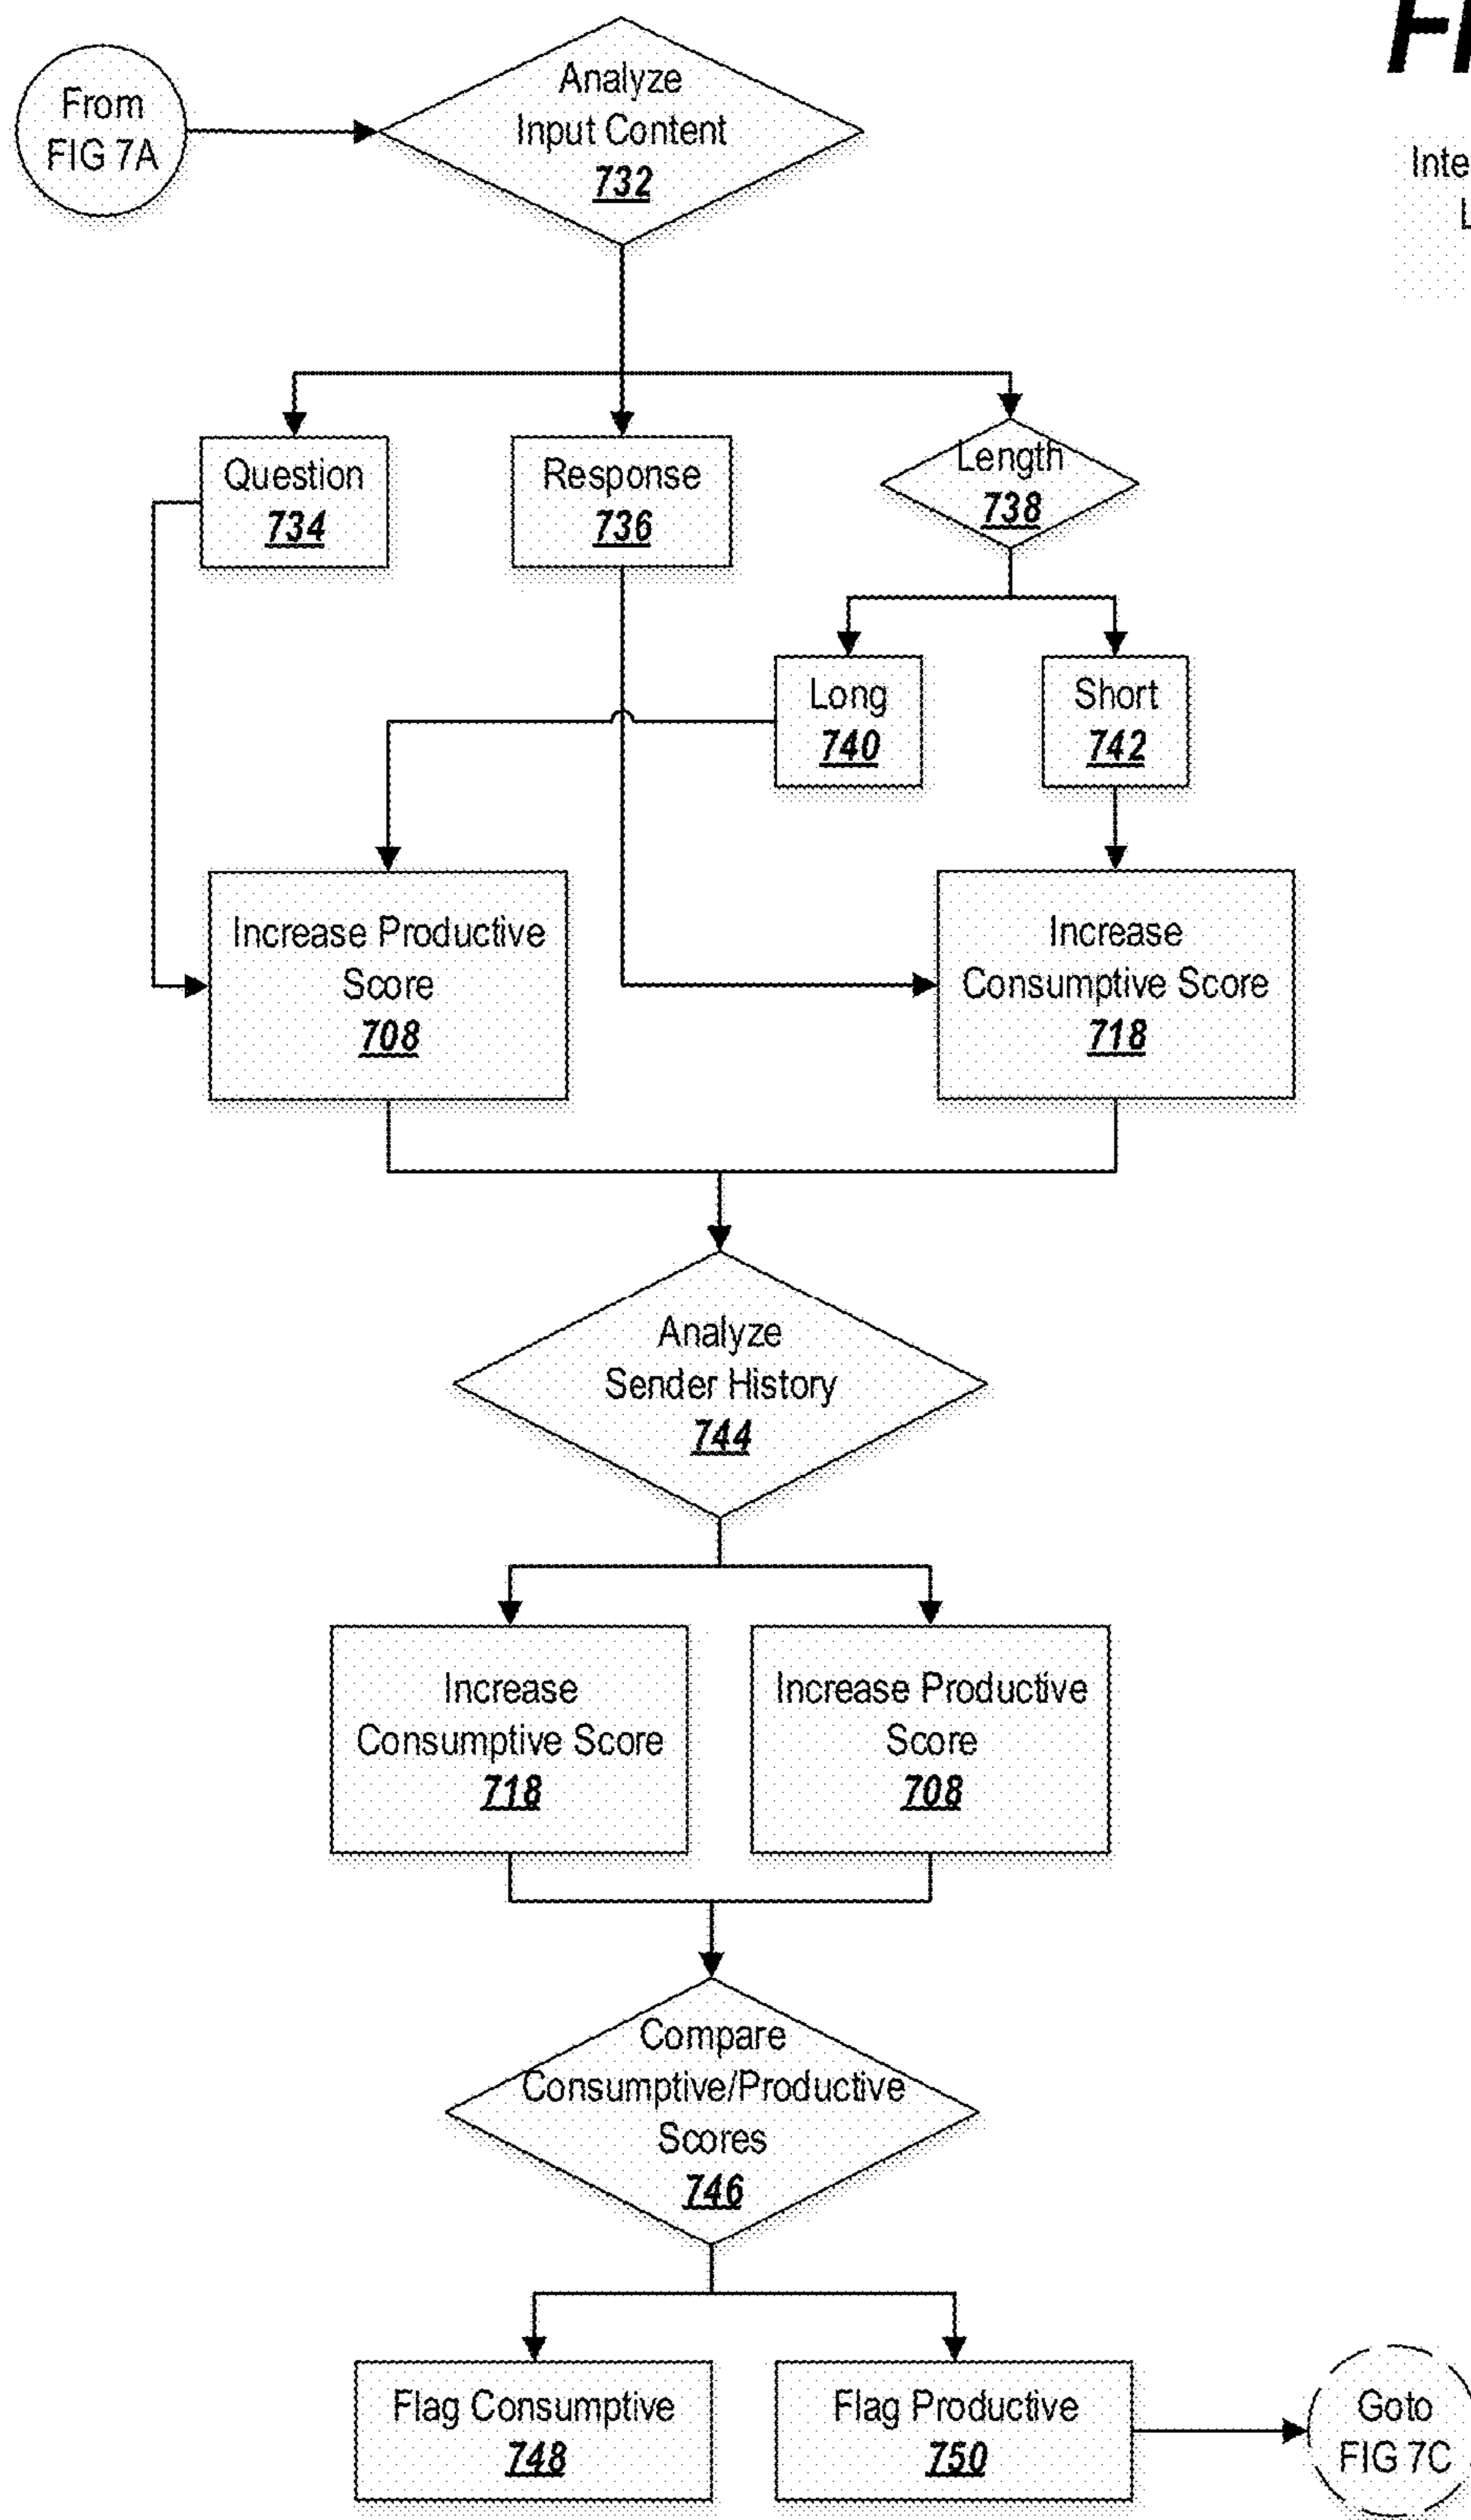 From
FIG 7A
Analyze
Input Content
732
Question
734
Response
736
Length
738
Long
740
Short
742
Increase Productive
Score
708
Increase
Consumptive Score
718
Analyze
Sender History
744
Increase
Consumptive Score
718
Increase Productive
Score
708
Compare
Consumptive/Productive
Scores
746
Flag Consumptive
748
Flag Productive
750
Goto
FIG 7C